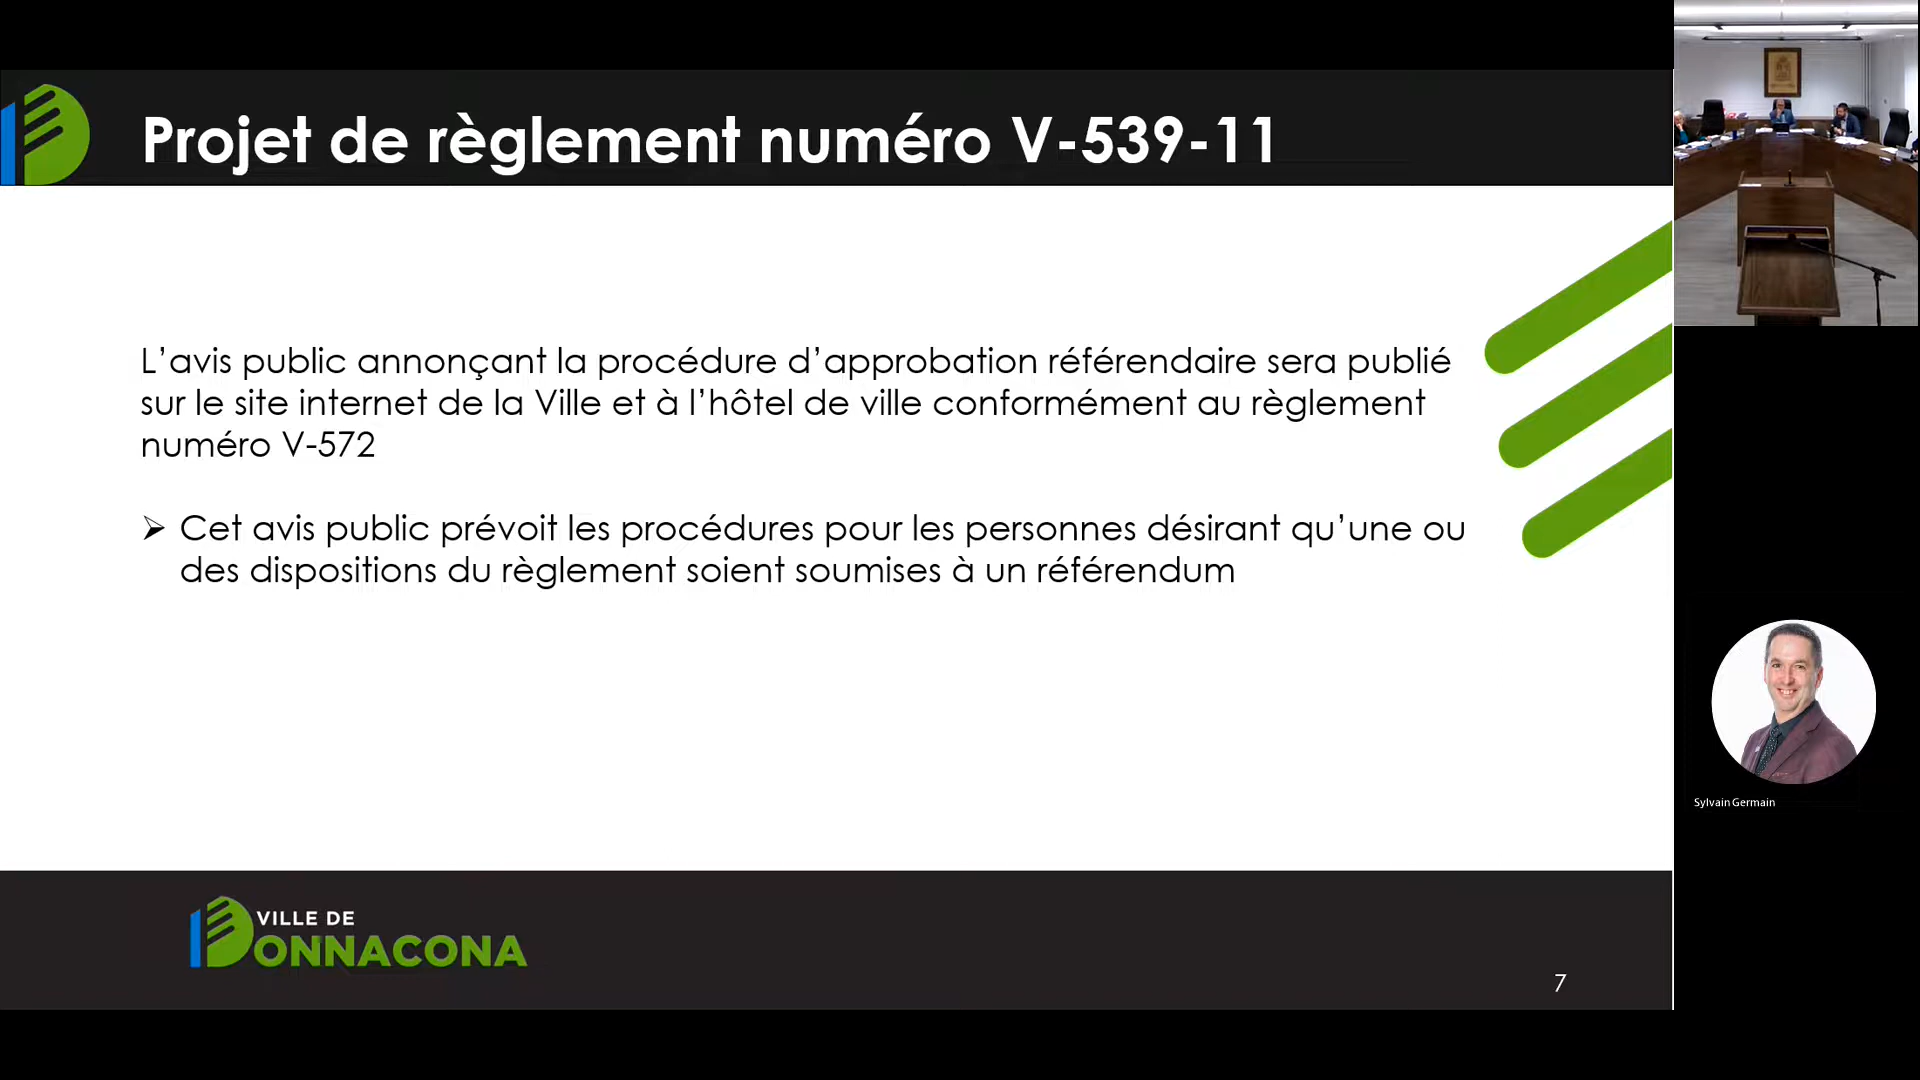 Projet de règlement numéro V-539-11
L’avis public annonçant la procédure d’approbation référendaire sera publié
sur le site internet de la Ville et à l’hôtel de ville conformément au règlement
numéro V-572
➢ Cet avis public prévoit les procédures pour les personnes désirant qu’une ou
des dispositions du règlement soient soumises à un référendum
Sylvain Germain
VILLE DE
DONNACONA
7